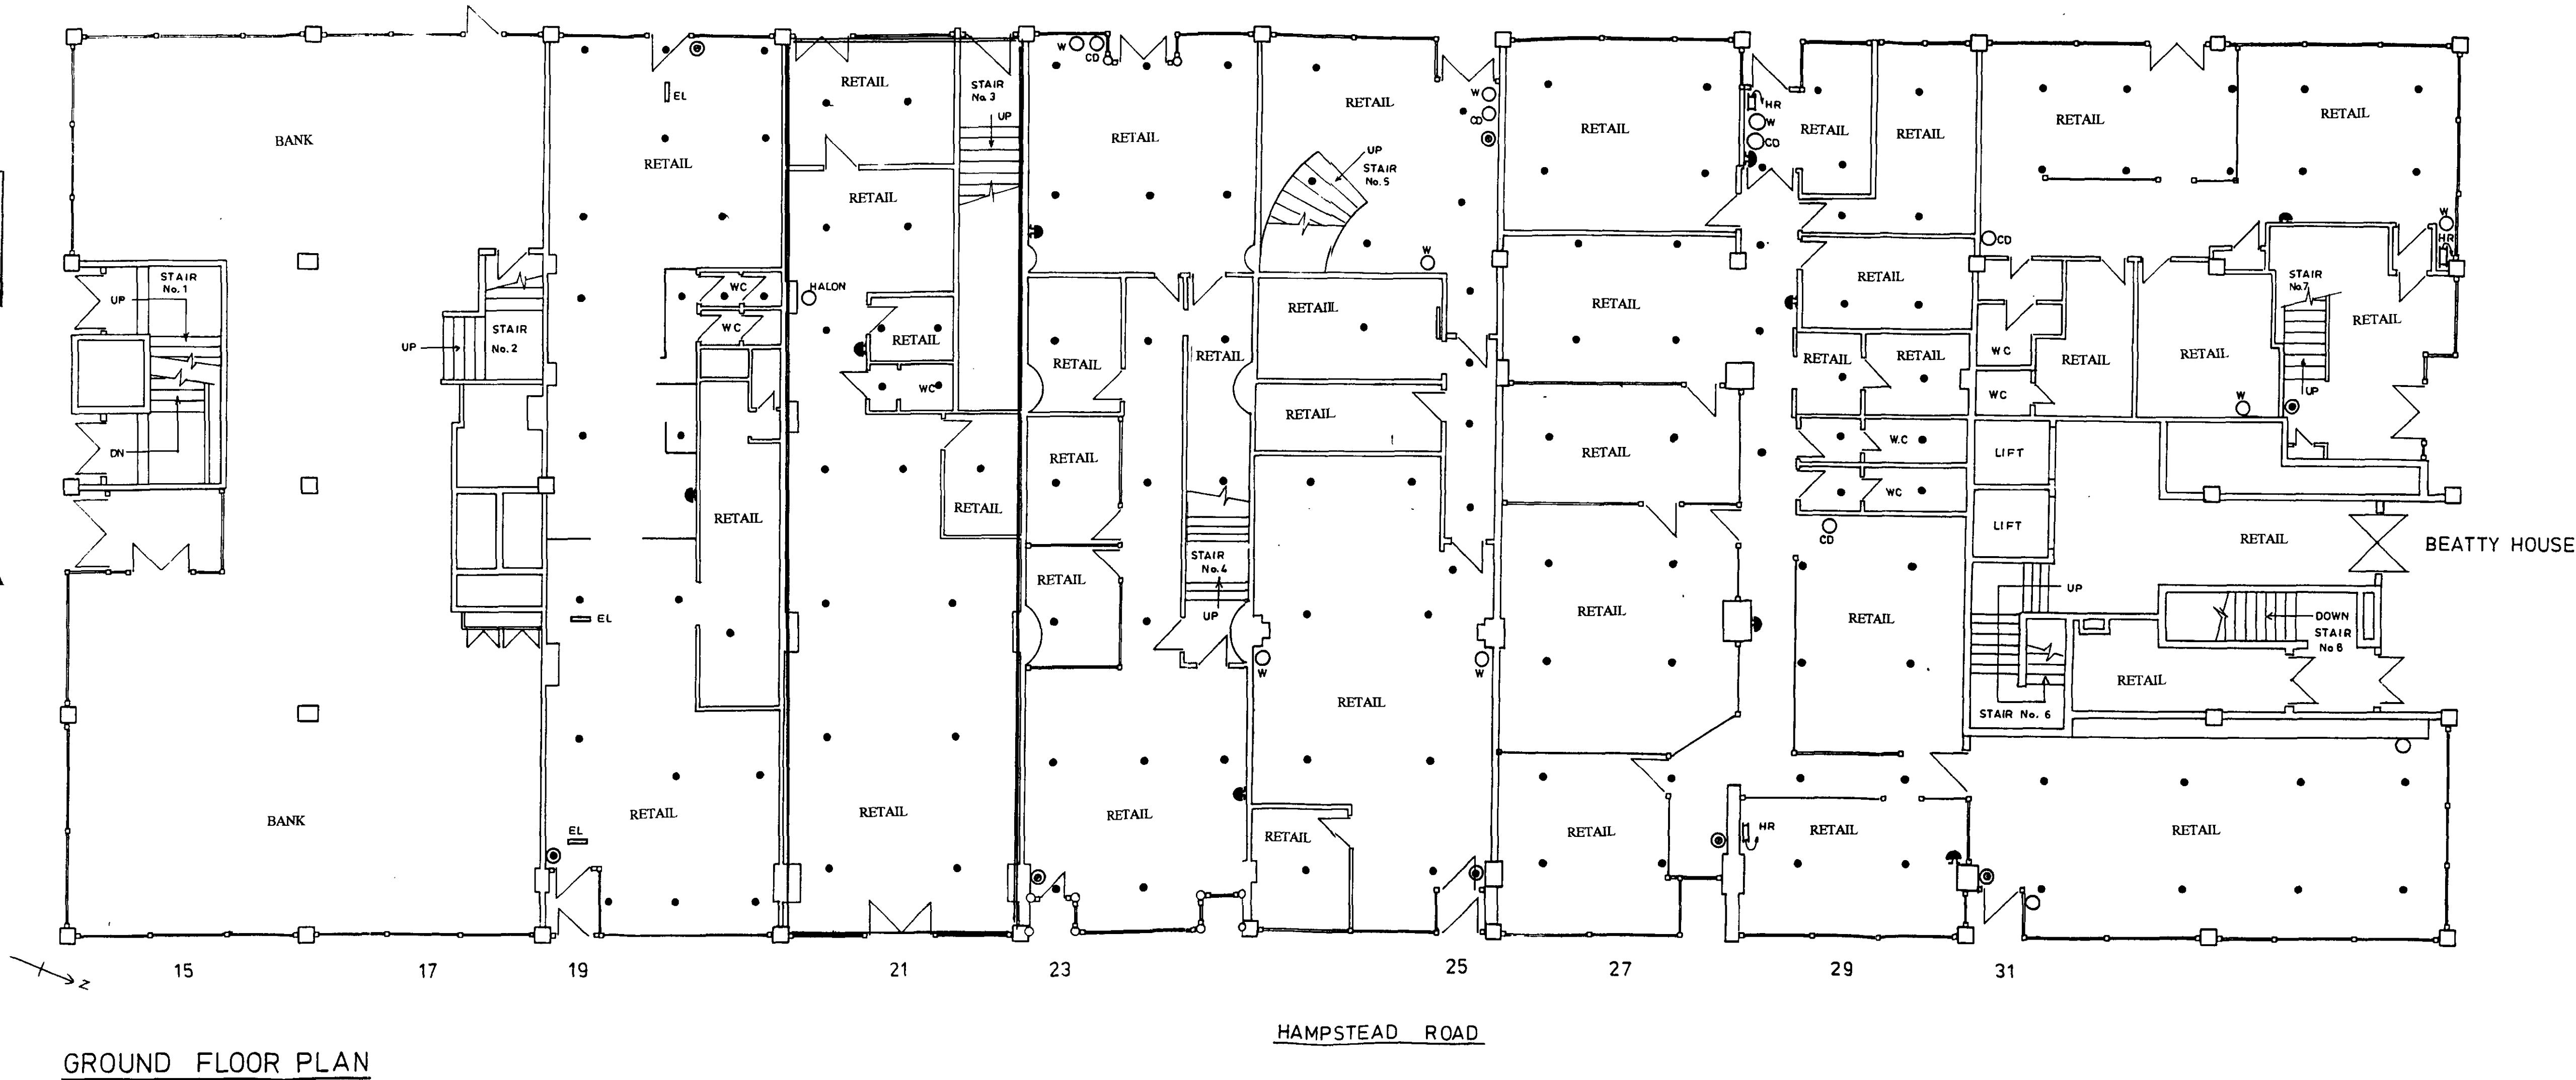 W
CD
RETAIL
STAIR
No. 3
UP
EL
W
CD
HR
W
CD
BANK
RETAIL
RETAIL
RETAIL
RETAIL
RETAIL
RETAIL
RETAIL
RETAIL
UP
STAIR
No. 5
RETAIL
W
HR
CD
W
STAIR
No. 1
UP
WC
HALON
RETAIL
RETAIL
RETAIL
STAIR
No. 7
RETAIL
STAIR
No. 2
UP
WC
RETAIL
RETAIL
RETAIL
RETAIL
RETAIL
WC
RETAIL
RETAIL
UP
WC
RETAIL
WC
W
DN
RETAIL
RETAIL
W.C
LIFT
RETAIL
RETAIL
WC
LIFT
CD
RETAIL
BEATTY HOUSE
STAIR
No. 4
UP
RETAIL
RETAIL
RETAIL
UP
DOWN
STAIR
No 8
EL
W
W
RETAIL
RETAIL
STAIR No. 6
BANK
RETAIL
RETAIL
RETAIL
RETAIL
RETAIL
HR
RETAIL
RETAIL
EL
15
17
19
21
23
25
27
29
31
Z
HAMPSTEAD ROAD
GROUND FLOOR PLAN